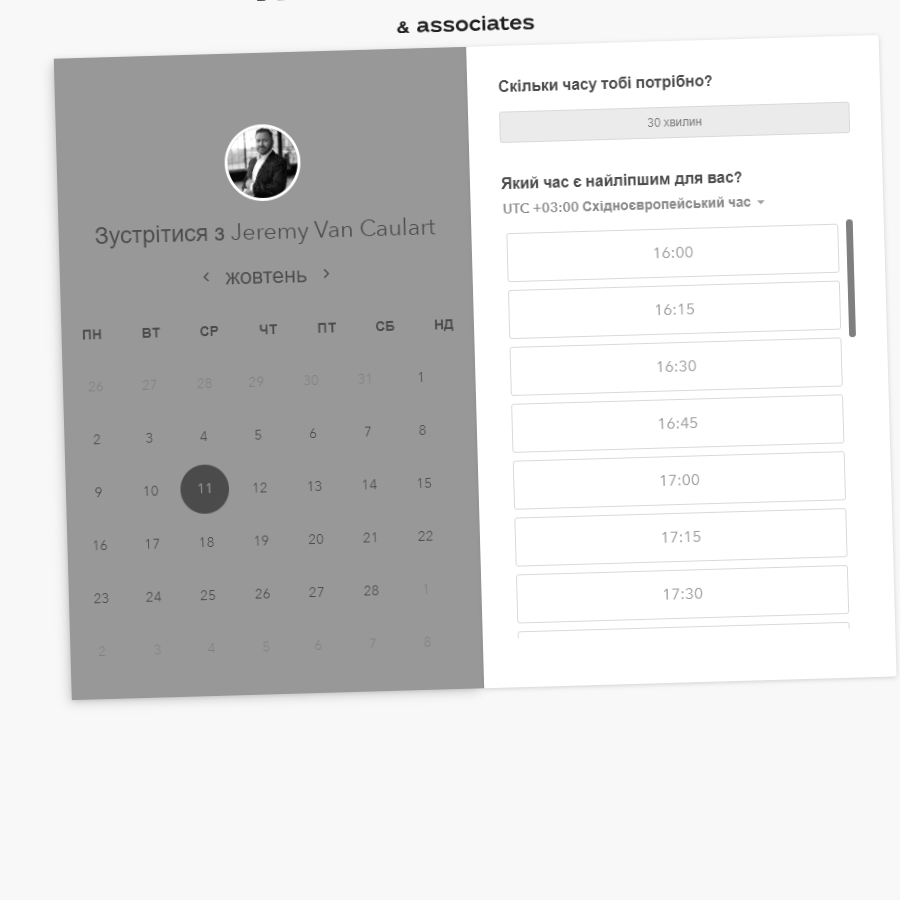 & associates
Зустрітися з Jeremy Van Caulart
жовтень
ПН ВТ СР ЧТ ПТ СБ НД
26 27 28 29 30 31 1
2 3 4 5 6 7 8
9 10 11 12 13 14 15
16 17 18 19 20 21 22
23 24 25 26 27 28 1
2 3 4 5 6 7 8
Скільки часу тобі потрібно?
30 хвилин
Який час є найліпшим для вас?
UTC +03:00 Східноєвропейський час
16:00
16:15
16:30
16:45
17:00
17:15
17:30